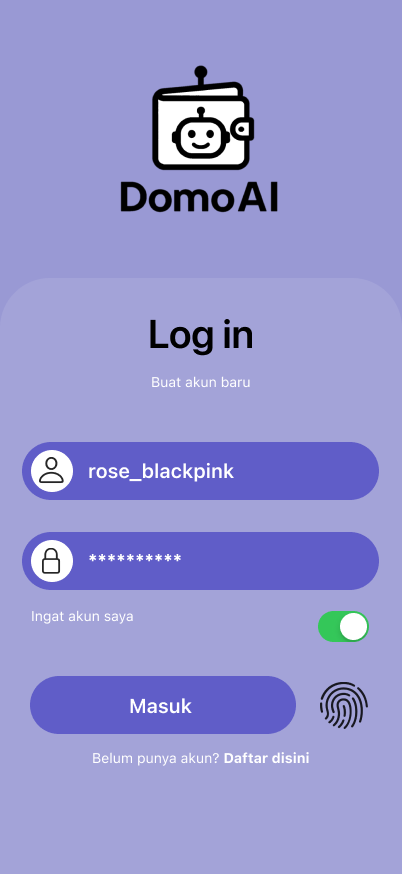 DomoAI
Log in
Buat akun baru
rose_blackpink
**********
Ingat akun saya
Masuk
Belum punya akun? Daftar disini